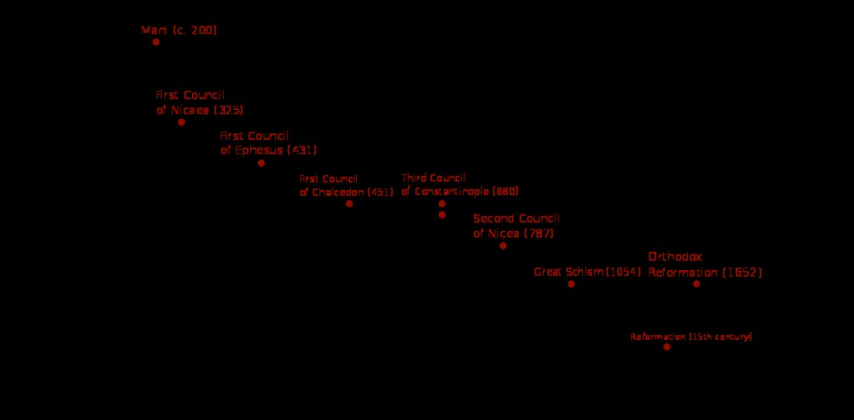 Mani (c. 200)
First Council
of Nicaea (325)
First Council
of Ephesus (431)
First Council
of Chalcedon (451)
Third Council
of Constantinople (680)
Second Council
of Nicea (787)
Great Schism (1054)
Orthodox
Reformation (1652)
Reformation (15th century)